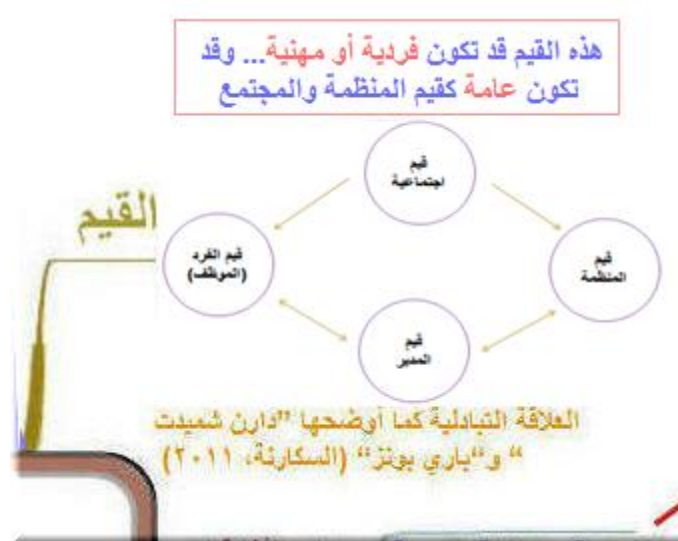 هذه القيم قد تكون فردية أو مهنية... وقد
تكون عامة كقيم المنظمة والمجتمع
قيم
اجتماعية
القيم
قيم الفرد
(الموظف)
قيم
المنظمة
قيم
المدير
العلاقة التبادلية كما أوضحها "دارن شميدت
" و"باري بونز" (السكارنة، ٢٠١١)